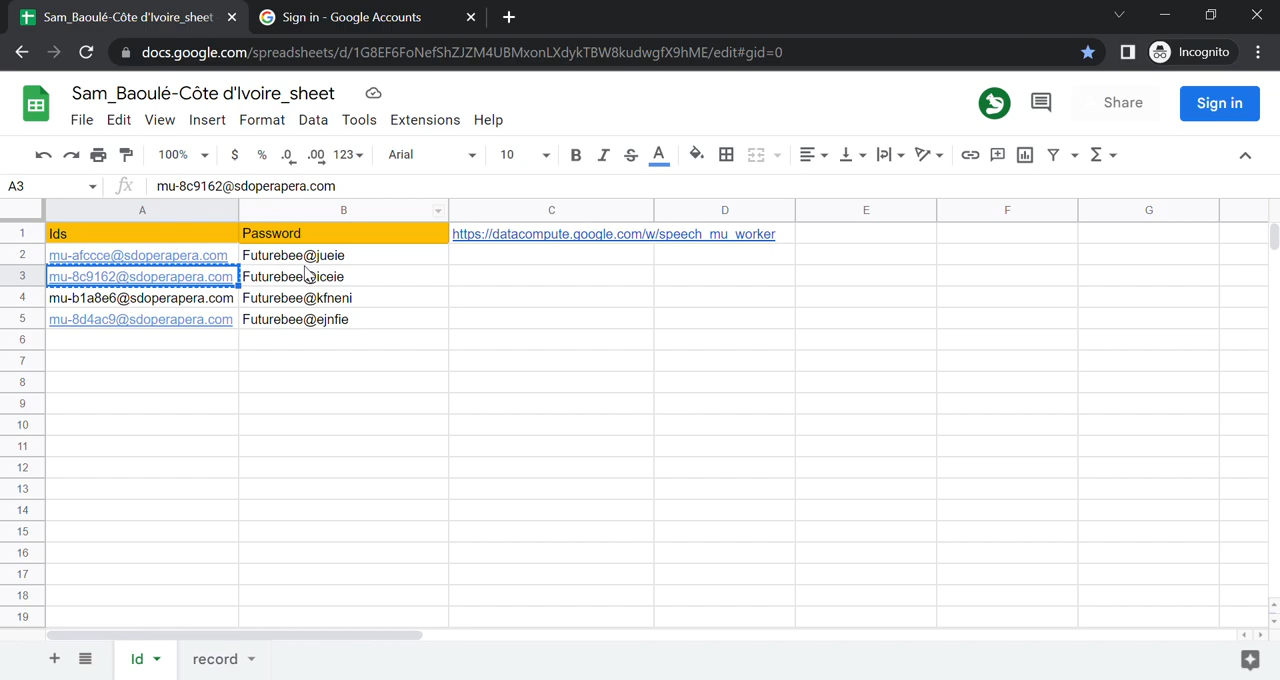 Sam_Baoulé-Côte d'Ivoire_sheet
Sign in - Google Accounts
docs.google.com/spreadsheets/d/1G8EF6FoNefShZJZM4UBMxonLXdykTBW8kudwgfX9hME/edit#gid=0
Incognito
Sam_Baoulé-Côte d'Ivoire_sheet
File Edit View Insert Format Data Tools Extensions Help
Share
Sign in
100% $ % .0 .00 123 Arial 10 B I S A
A3 fx mu-8c9162@sdoperapera.com
A B C D E F G
1 Ids Password https://datacompute.google.com/w/speech_mu_worker
2 mu-afccce@sdoperapera.com Futurebee@jueie
3 mu-8c9162@sdoperapera.com
4 mu-b1a8e6@sdoperapera.com Futurebee@kfneni
5 mu-8d4ac9@sdoperapera.com Futurebee@ejnfie
6
7
8
9
10
11
12
13
14
15
16
17
18
19
Id record